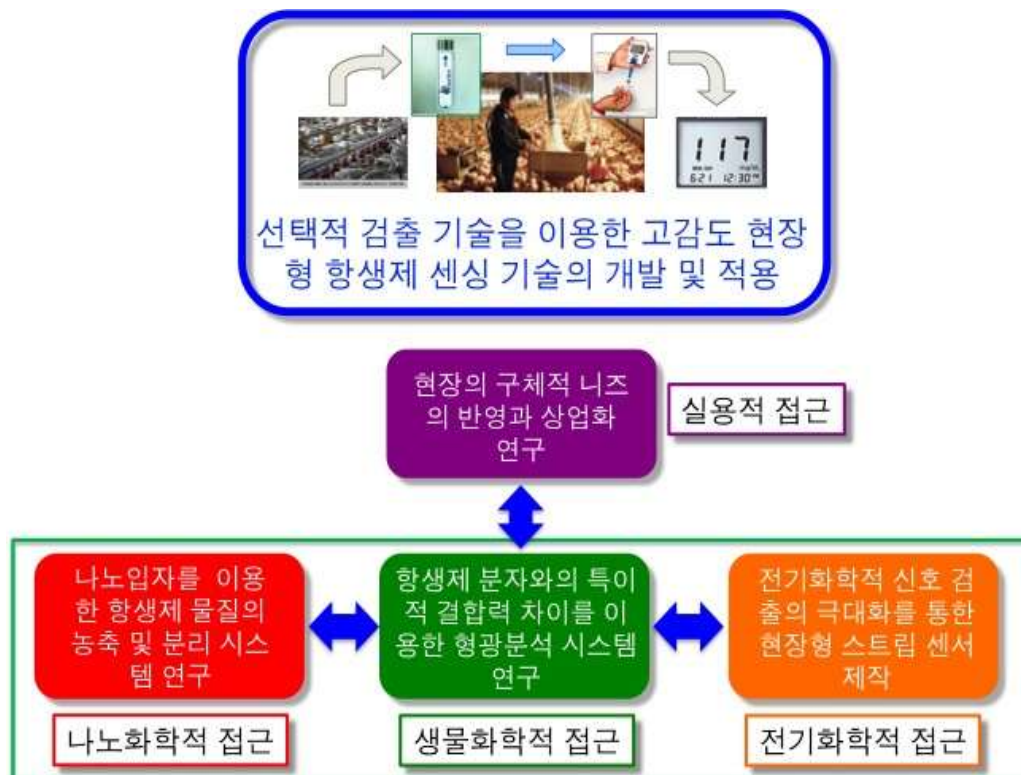 117
6-21 12:30 PM
선택적 검출 기술을 이용한 고감도 현장
형 항생제 센싱 기술의 개발 및 적용
현장의 구체적 니즈
의 반영과 상업화
연구
실용적 접근
나노입자를 이용
한 항생제 물질의
농축 및 분리 시스
템 연구
항생제 분자와의 특이
적 결합력 차이를 이
용한 형광분석 시스템
연구
전기화학적 신호 검
출의 극대화를 통한
현장형 스트립 센서
제작
나노화학적 접근
생물화학적 접근
전기화학적 접근